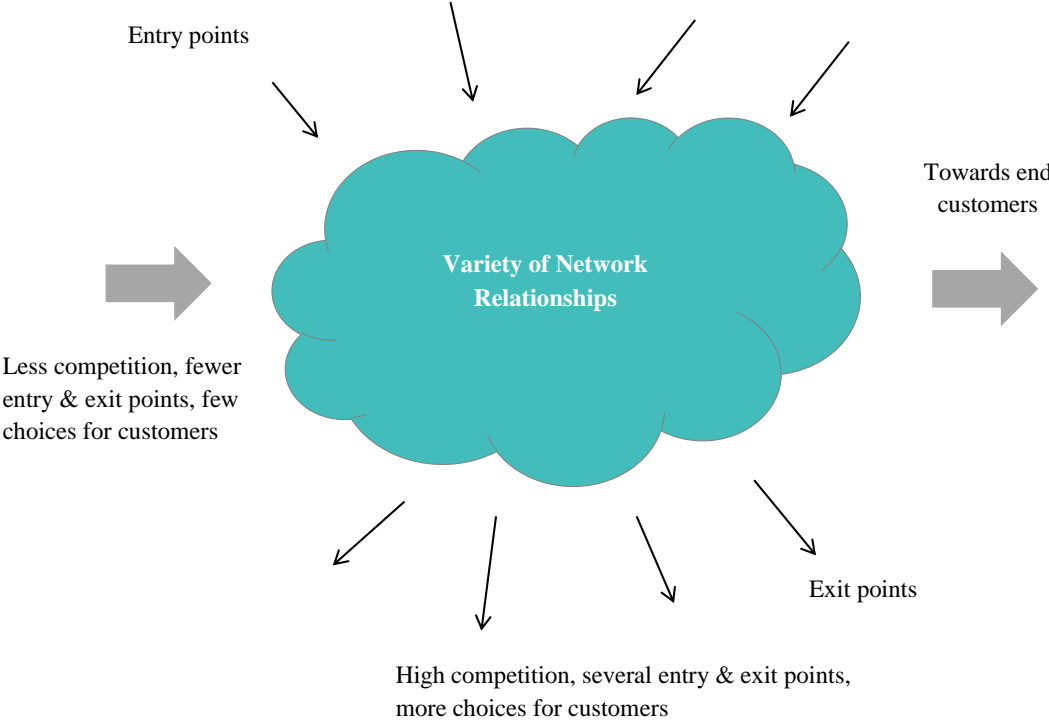 Entry points
Towards end
customers
Variety of Network
Relationships
Less competition, fewer
entry & exit points, few
choices for customers
Exit points
High competition, several entry & exit points,
more choices for customers